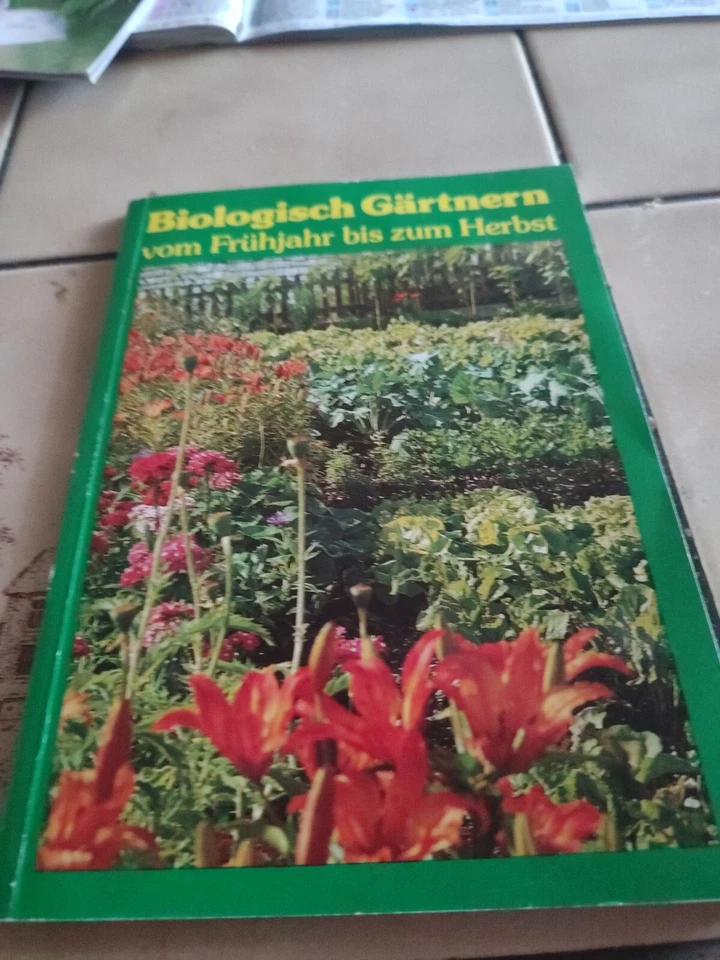 Biologisch Gärtnern
vom Frühjahr bis zum Herbst